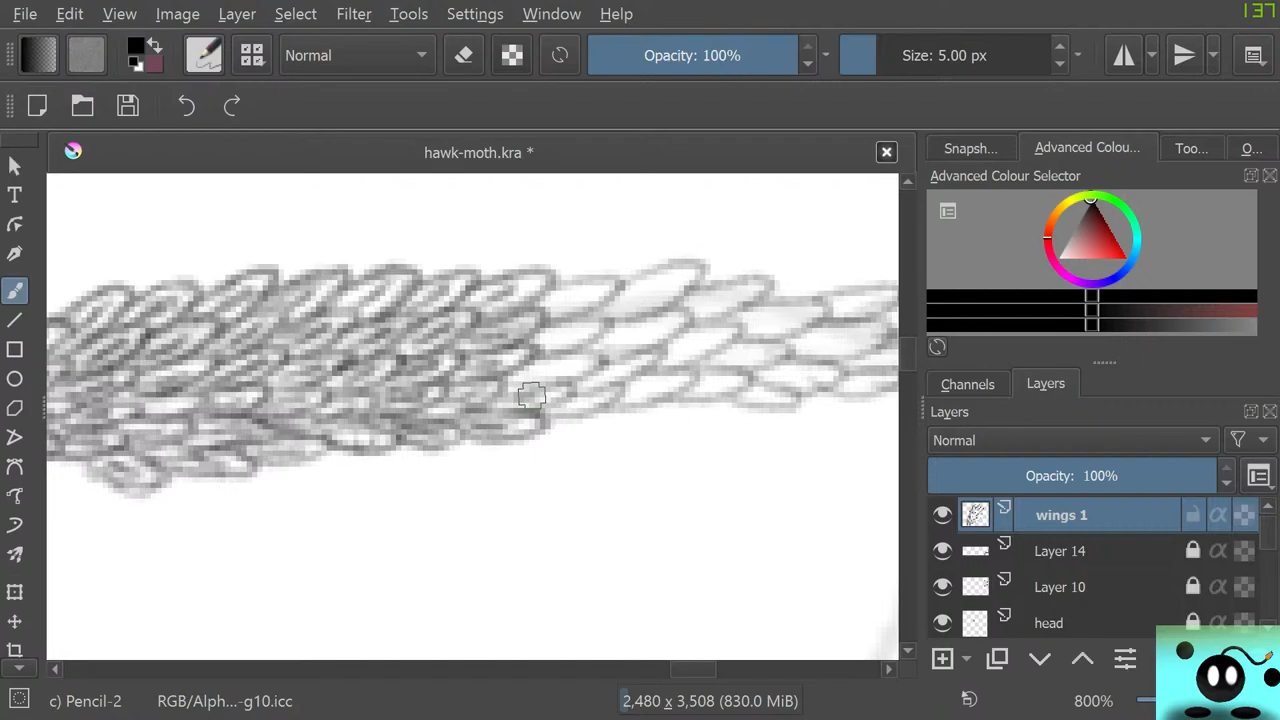 File Edit View Image Layer Select Filter Tools Settings Window Help
137
Normal
Opacity: 100%
Size: 5.00 px
hawk-moth.kra *
Snapsh...
Advanced Colou...
Too...
O...
Advanced Colour Selector
Channels
Layers
Layers
Normal
Opacity: 100%
wings 1
Layer 14
Layer 10
head
c) Pencil-2
RGB/Alph...-g10.icc
2,480 x 3,508 (830.0 MiB)
800%